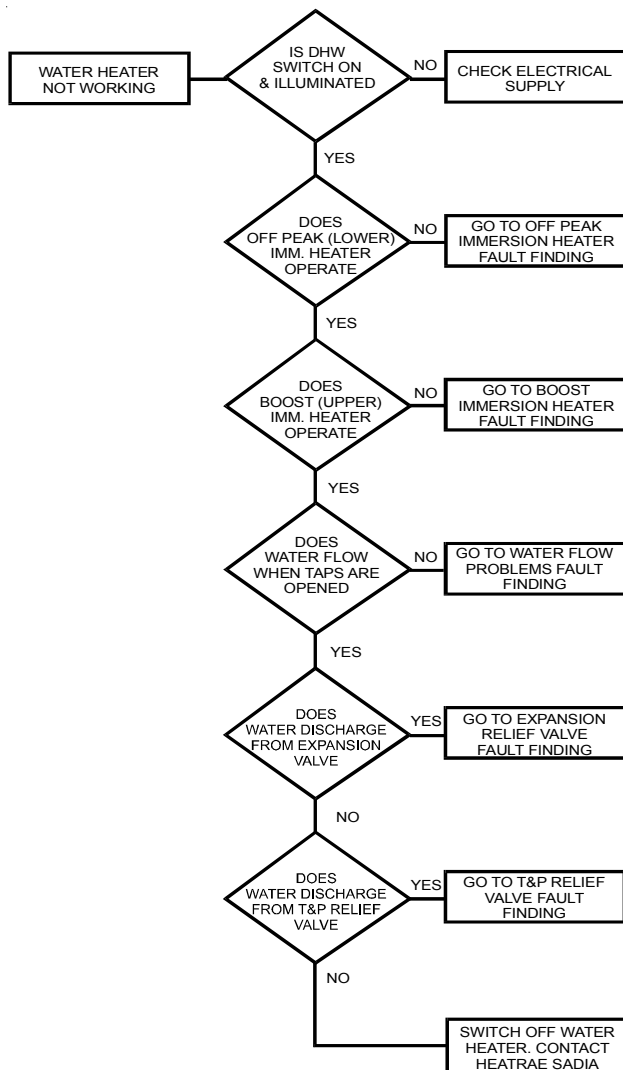 WATER HEATER
NOT WORKING
IS DHW
SWITCH ON
& ILLUMINATED
NO
CHECK ELECTRICAL
SUPPLY
YES
DOES
OFF PEAK (LOWER)
IMM. HEATER
OPERATE
NO
GO TO OFF PEAK
IMMERSION HEATER
FAULT FINDING
YES
DOES
BOOST (UPPER)
IMM. HEATER
OPERATE
NO
GO TO BOOST
IMMERSION HEATER
FAULT FINDING
YES
DOES
WATER FLOW
WHEN TAPS ARE
OPENED
NO
GO TO WATER FLOW
PROBLEMS FAULT
FINDING
YES
DOES
WATER DISCHARGE
FROM EXPANSION
VALVE
YES
GO TO EXPANSION
RELIEF VALVE
FAULT FINDING
NO
DOES
WATER DISCHARGE
FROM T&P RELIEF
VALVE
YES
GO TO T&P RELIEF
VALVE FAULT
FINDING
NO
SWITCH OFF WATER
HEATER. CONTACT
HEATRAE SADIA